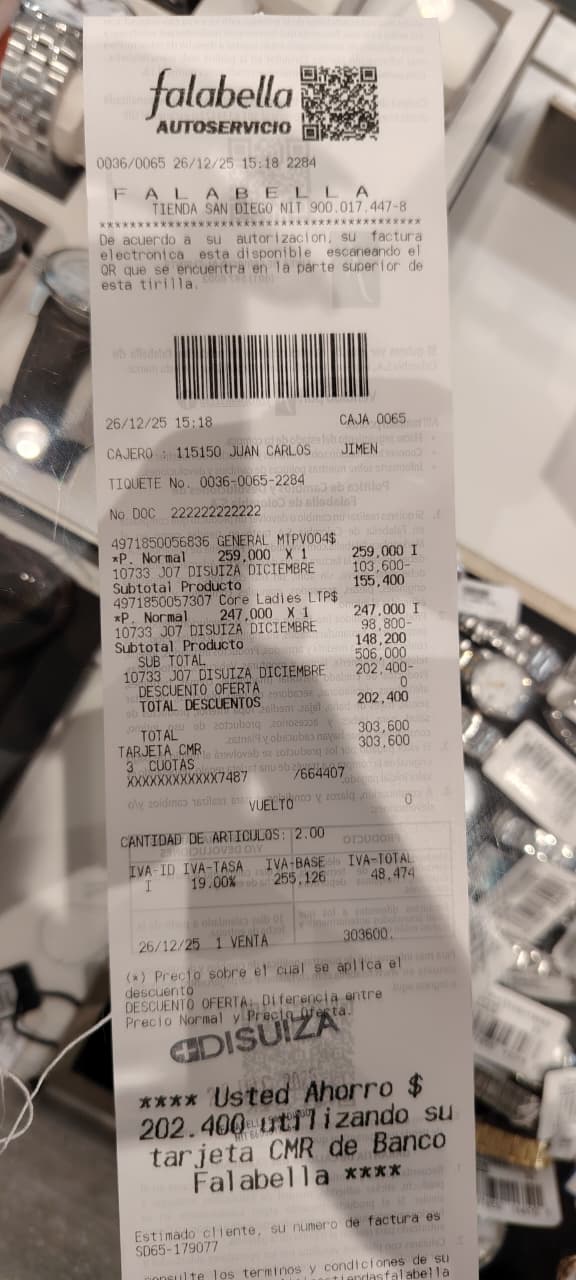 falabella
AUTOSERVICIO
0036/0065 26/12/25 15:18 2284
F A L A B E L L A
TIENDA SAN DIEGO NIT 900.017.447-8
******************************************
De acuerdo a su autorizacion, su factura
electronica esta disponible escaneando el
QR que se encuentra en la parte superior de
esta tirilla.
26/12/25 15:18 CAJA 0065
CAJERO : 115150 JUAN CARLOS JIMEN
TIQUETE No. 0036-0065-2284
No DOC 222222222222
4971850056836 GENERAL MTPV004$
*P. Normal 259,000 X 1 259,000 I
10733 J07 DISUIZA DICIEMBRE 103,600-
Subtotal Producto 155,400
4971850057307 Core Ladies LTP$
*P. Normal 247,000 X 1 247,000 I
10733 J07 DISUIZA DICIEMBRE 98,800-
Subtotal Producto 148,200
SUB TOTAL 506,000
10733 J07 DISUIZA DICIEMBRE 202,400-
DESCUENTO OFERTA 0
TOTAL DESCUENTOS 202,400
TOTAL 303,600
TARJETA CMR 303,600
3 CUOTAS
XXXXXXXXXXXX7487 /664407
VUELTO 0
CANTIDAD DE ARTICULOS: 2.00
IVA-ID IVA-TASA IVA-BASE IVA-TOTAL
I 19.00% 255,126 48,474
26/12/25 1 VENTA 303600.
(*) Precio sobre el cual se aplica el
descuento
DESCUENTO OFERTA: Diferencia entre
Precio Normal y Precio Oferta.
DISUIZA
**** Usted Ahorro $
202.400 utilizando su
tarjeta CMR de Banco
Falabella ****
Estimado cliente, su numero de factura es
SD65-179077
consulte los terminos y condiciones de su